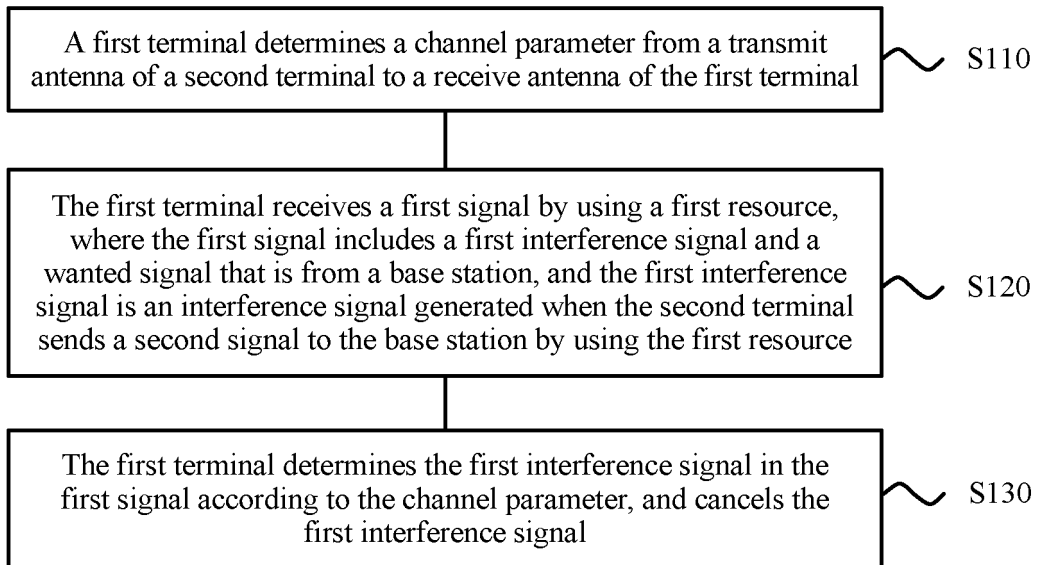 A first terminal determines a channel parameter from a transmit
antenna of a second terminal to a receive antenna of the first terminal
S110
The first terminal receives a first signal by using a first resource,
where the first signal includes a first interference signal and a
wanted signal that is from a base station, and the first interference
signal is an interference signal generated when the second terminal
sends a second signal to the base station by using the first resource
S120
The first terminal determines the first interference signal in the
first signal according to the channel parameter, and cancels the
first interference signal
S130